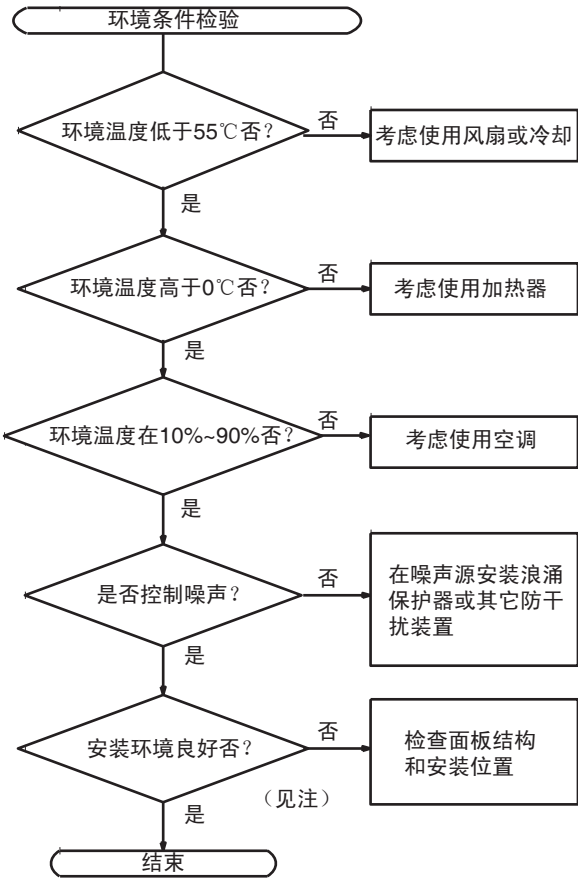 环境条件检验
环境温度低于55℃否?
否
考虑使用风扇或冷却
是
环境温度高于0℃否?
否
考虑使用加热器
是
环境温度在10%~90%否?
否
考虑使用空调
是
是否控制噪声?
否
在噪声源安装浪涌
保护器或其它防干
扰装置
是
安装环境良好否?
否
检查面板结构
和安装位置
（见注）
是
结束